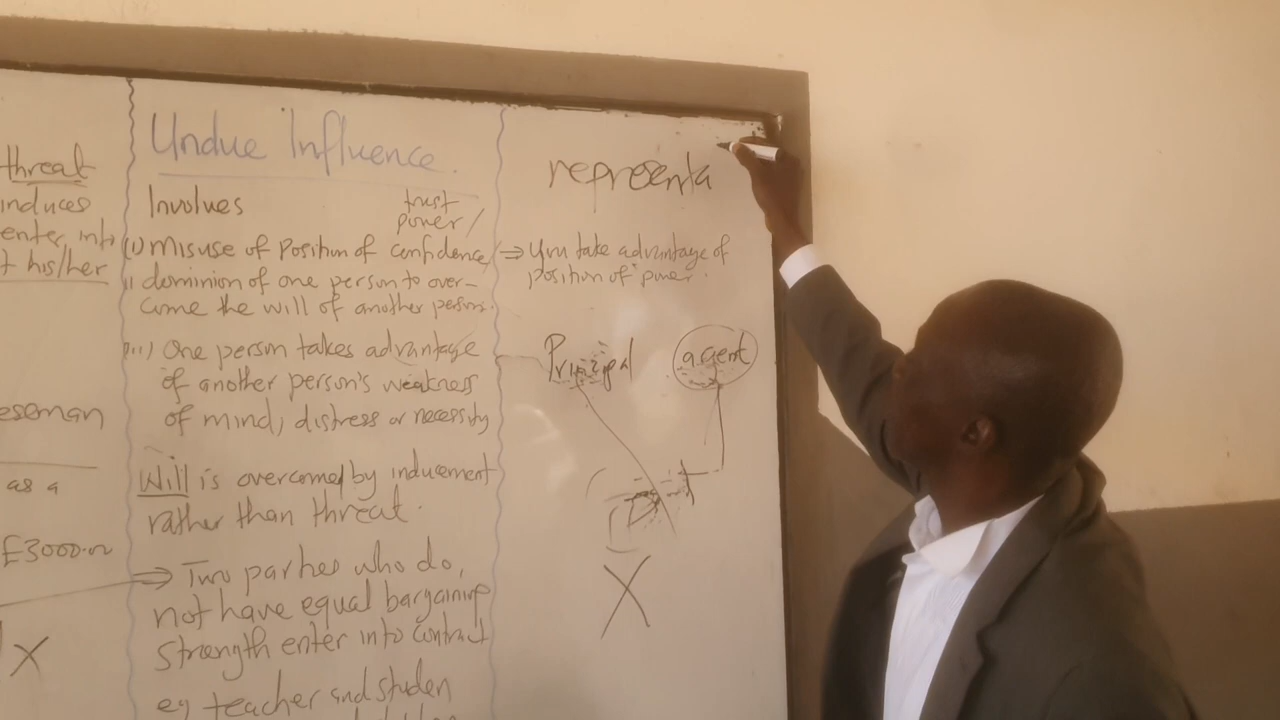 threat
induces
enter into
t his/her
eseman
as a
£3000.00
X
Undue Influence.
Involves
trust
power/
(i) Misuse of Position of confidence
ii dominion of one person to over-
come the will of another person.
(iii) One person takes advantage
of another person's weakness
of mind, distress or necessity
Will is overcomed by inducement
rather than threat.
⇒ Two parties who do,
not have equal bargaining
strength enter into contract
eg teacher and studen
representa
⇒ You take advantage of
position of power.
Principal agent
X